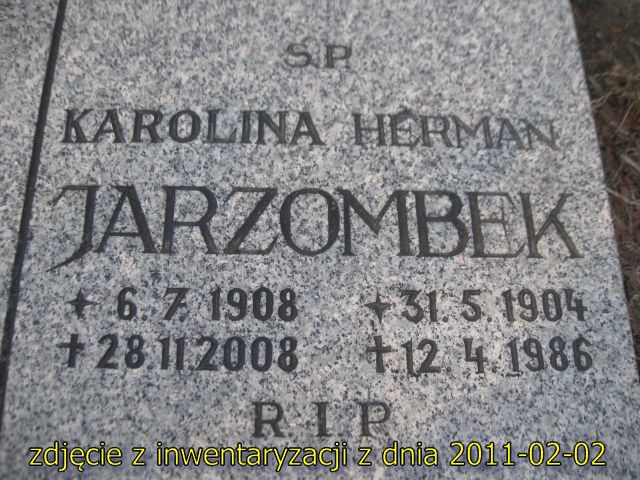 Ś.P.
KAROLINA HERMAN
JARZOMBEK
6.7.1908 31.5.1904
†28.11.2008 †12.4.1986
R I P
zdjęcie z inwentaryzacji z dnia 2011-02-02